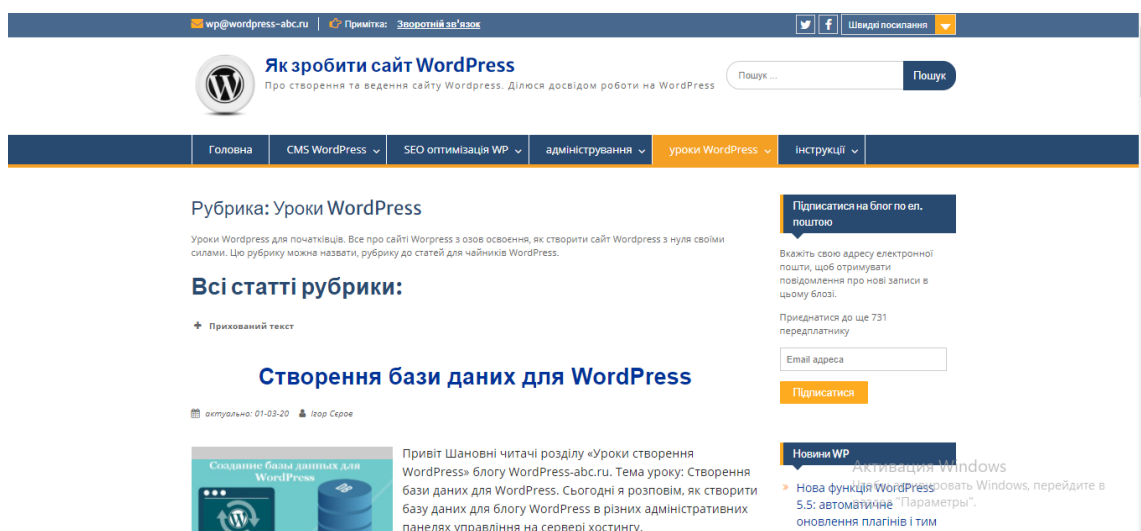 wp@wordpress-abc.ru Примітка: Зворотній зв'язок
Швидкі посилання
Як зробити сайт WordPress
Про створення та ведення сайту Wordpress. Ділюся досвідом роботи на WordPress
Пошук ...
Пошук
Головна
CMS WordPress
SEO оптимізація WP
адміністрування
уроки WordPress
інструкції
Рубрика: Уроки WordPress
Уроки Wordpress для початківців. Все про сайті Worpress з озов освоєння, як створити сайт Wordpress з нуля своїми
силами. Цю рубрику можна назвати, рубрику до статей для чайників WordPress.
Всі статті рубрики:
Прихований текст
Створення бази даних для WordPress
актуально: 01-03-20 Ігор Сєров
Создание базы данных для
WordPress
Привіт Шановні читачі розділу «Уроки створення
WordPress» блогу WordPress-abc.ru. Тема уроку: Створення
бази даних для WordPress. Сьогодні я розповім, як створити
базу даних для блогу WordPress в різних адміністративних
панелях управління на сервері хостингу.
Підписатися на блог по ел.
поштою
Вкажіть свою адресу електронної
пошти, щоб отримувати
повідомлення про нові записи в
цьому блозі.
Приєднатися до ще 731
передплатнику
Email адреса
Підписатися
Новини WP
Нова функція WordPress
5.5: автоматичне
оновлення плагінів і тим
Активация Windows
Чтобы активировать Windows, перейдите в
разделе "Параметры".